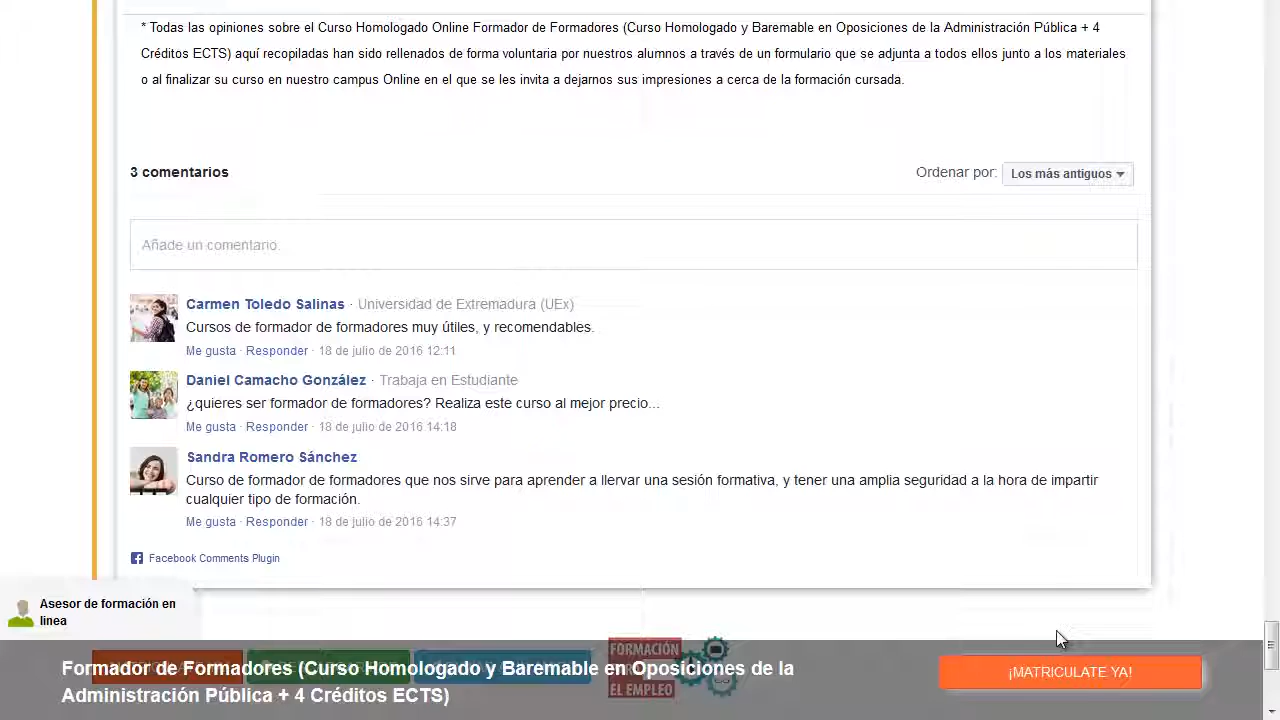 * Todas las opiniones sobre el Curso Homologado Online Formador de Formadores (Curso Homologado y Baremable en Oposiciones de la Administración Pública + 4
Créditos ECTS) aquí recopiladas han sido rellenados de forma voluntaria por nuestros alumnos a través de un formulario que se adjunta a todos ellos junto a los materiales
o al finalizar su curso en nuestro campus Online en el que se les invita a dejarnos sus impresiones a cerca de la formación cursada.
3 comentarios
Ordenar por: Los más antiguos
Añade un comentario.
Carmen Toledo Salinas · Universidad de Extremadura (UEx)
Cursos de formador de formadores muy útiles, y recomendables.
Me gusta · Responder · 18 de julio de 2016 12:11
Daniel Camacho González · Trabaja en Estudiante
¿quieres ser formador de formadores? Realiza este curso al mejor precio...
Me gusta · Responder · 18 de julio de 2016 14:18
Sandra Romero Sánchez
Curso de formador de formadores que nos sirve para aprender a llervar una sesión formativa, y tener una amplia seguridad a la hora de impartir
cualquier tipo de formación.
Me gusta · Responder · 18 de julio de 2016 14:37
Facebook Comments Plugin
Asesor de formación en
linea
FORMACIÓN
EL EMPLEO
Formador de Formadores (Curso Homologado y Baremable en Oposiciones de la
Administración Pública + 4 Créditos ECTS)
¡MATRICULATE YA!